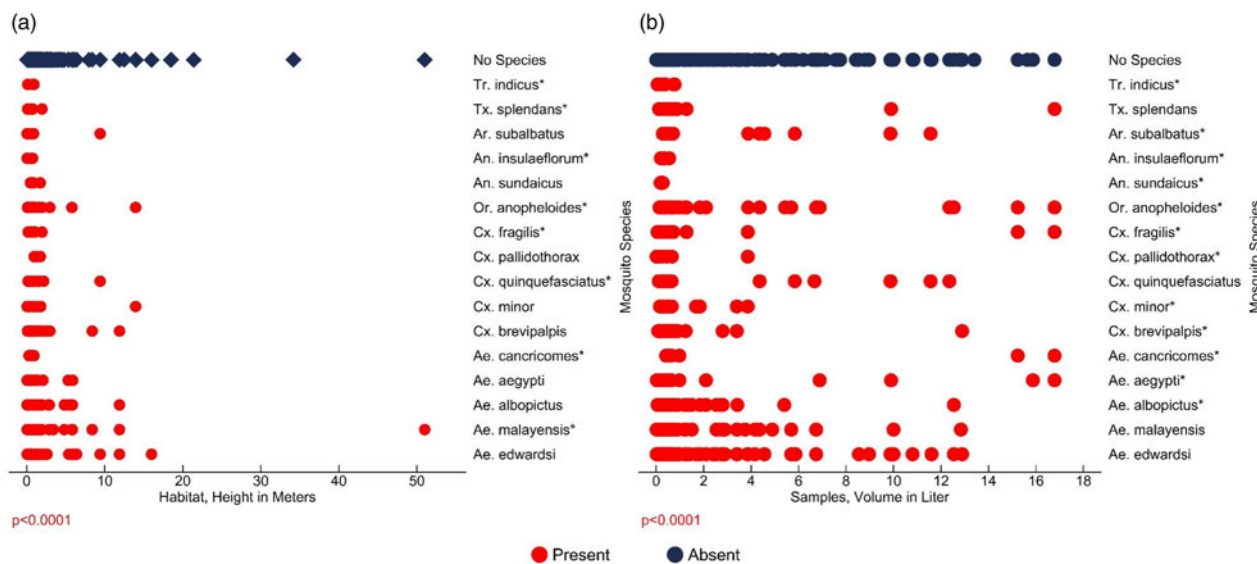 (a)
No Species
Tr. indicus*
Tx. splendans*
Ar. subalbatus
An. insulaeflorum*
An. sundaicus
Or. anopheloides*
Cx. fragilis*
Cx. pallidothorax
Cx. quinquefasciatus*
Cx. minor
Cx. brevipalpis
Ae. cancricomes*
Ae. aegypti
Ae. albopictus
Ae. malayensis*
Ae. edwardsi
Mosquito Species
0 10 20 30 40 50
Habitat, Height in Meters
p<0.0001
(b)
No Species
Tr. indicus*
Tx. splendans
Ar. subalbatus*
An. insulaeflorum*
An. sundaicus*
Or. anopheloides*
Cx. fragilis*
Cx. pallidothorax*
Cx. quinquefasciatus
Cx. minor*
Cx. brevipalpis*
Ae. cancricomes*
Ae. aegypti*
Ae. albopictus*
Ae. malayensis
Ae. edwardsi
Mosquito Species
0 2 4 6 8 10 12 14 16 18
Samples, Volume in Liter
p<0.0001
Present Absent